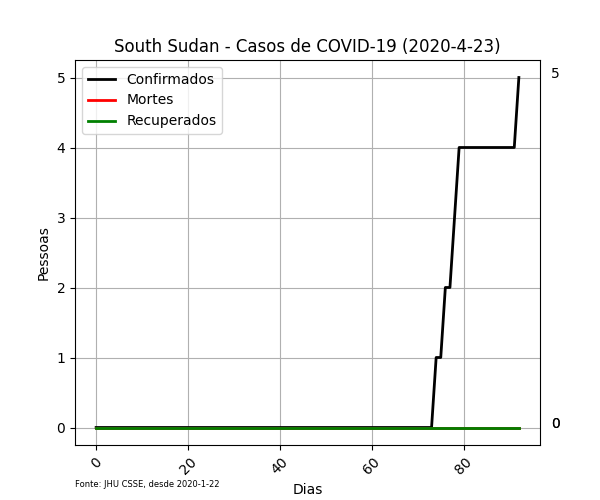 South Sudan - Casos de COVID-19 (2020-4-23)
Confirmados
Mortes
Recuperados
5
4
3
2
1
0
Pessoas
5
0
0
20
40
60
80
Dias
Fonte: JHU CSSE, desde 2020-1-22